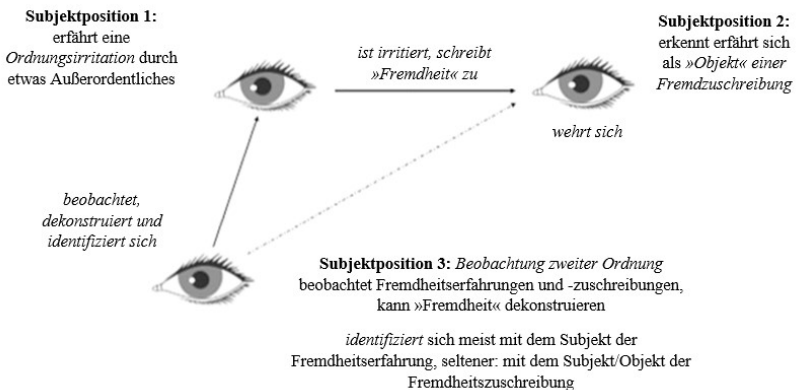 Subjektposition 1:
erfährt eine
Ordnungsirritation durch
etwas Außerordentliches
ist irritiert, schreibt
»Fremdheit« zu
Subjektposition 2:
erkennt erfährt sich
als »Objekt« einer
Fremdzuschreibung
wehrt sich
beobachtet,
dekonstruiert und
identifiziert sich
Subjektposition 3: Beobachtung zweiter Ordnung
beobachtet Fremdheitserfahrungen und -zuschreibungen,
kann »Fremdheit« dekonstruieren
identifiziert sich meist mit dem Subjekt der
Fremdheitserfahrung, seltener: mit dem Subjekt/Objekt der
Fremdheitszuschreibung